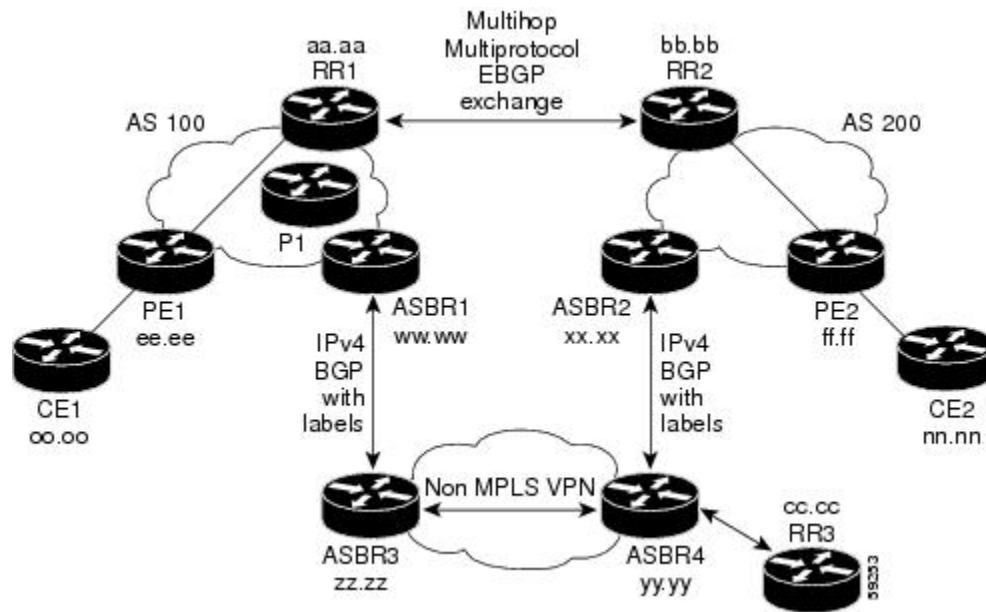 Multihop
Multiprotocol
EBGP
exchange
aa.aa
RR1
bb.bb
RR2
AS 100
AS 200
P1
PE1
ee.ee
ASBR1
ww.ww
ASBR2
xx.xx
PE2
ff.ff
CE1
oo.oo
IPv4
BGP
with
labels
IPv4
BGP
with
labels
CE2
nn.nn
Non MPLS VPN
ASBR3
zz.zz
ASBR4
yy.yy
cc.cc
RR3
59253